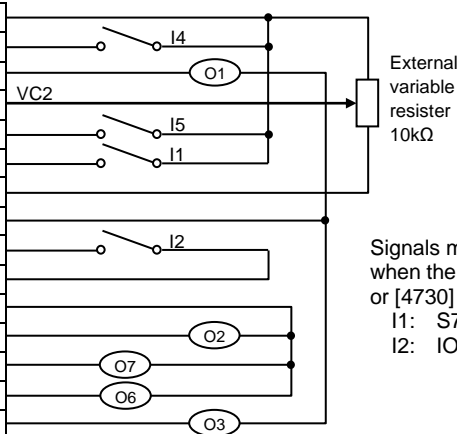 I4
O1
External
variable
resister
10kΩ
VC2
I5
I1
I2
Signals m
when the
or [4730]
I1: S7
I2: IO
O2
O7
O6
O3